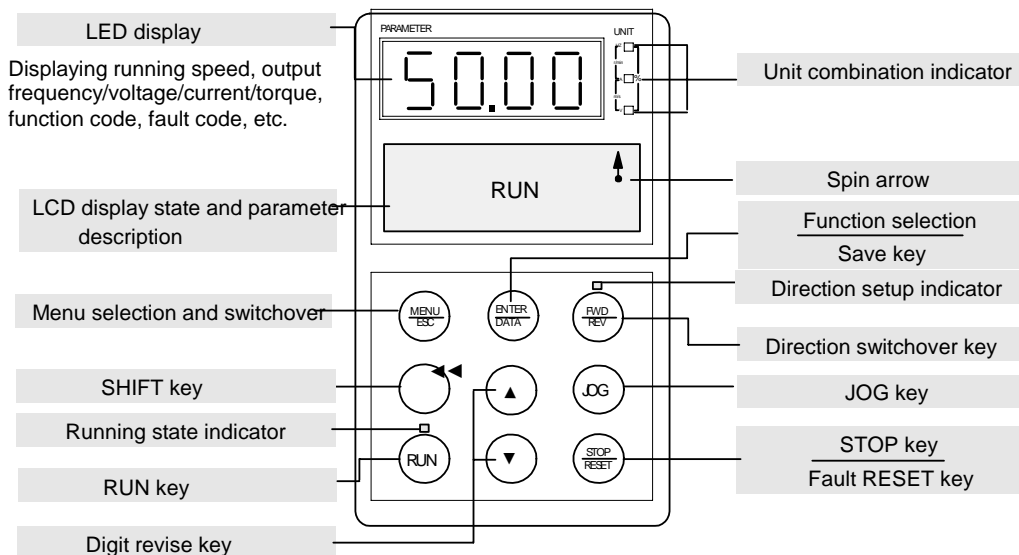 LED display
Displaying running speed, output
frequency/voltage/current/torque,
function code, fault code, etc.
LCD display state and parameter
description
Menu selection and switchover
SHIFT key
Running state indicator
RUN key
Digit revise key
PARAMETER
UNIT
50.00
%
RUN
MENU
ESC
ENTER
DATA
FWD
REV
▲
JOG
RUN
▼
STOP
RESET
Unit combination indicator
Spin arrow
Function selection
Save key
Direction setup indicator
Direction switchover key
JOG key
STOP key
Fault RESET key